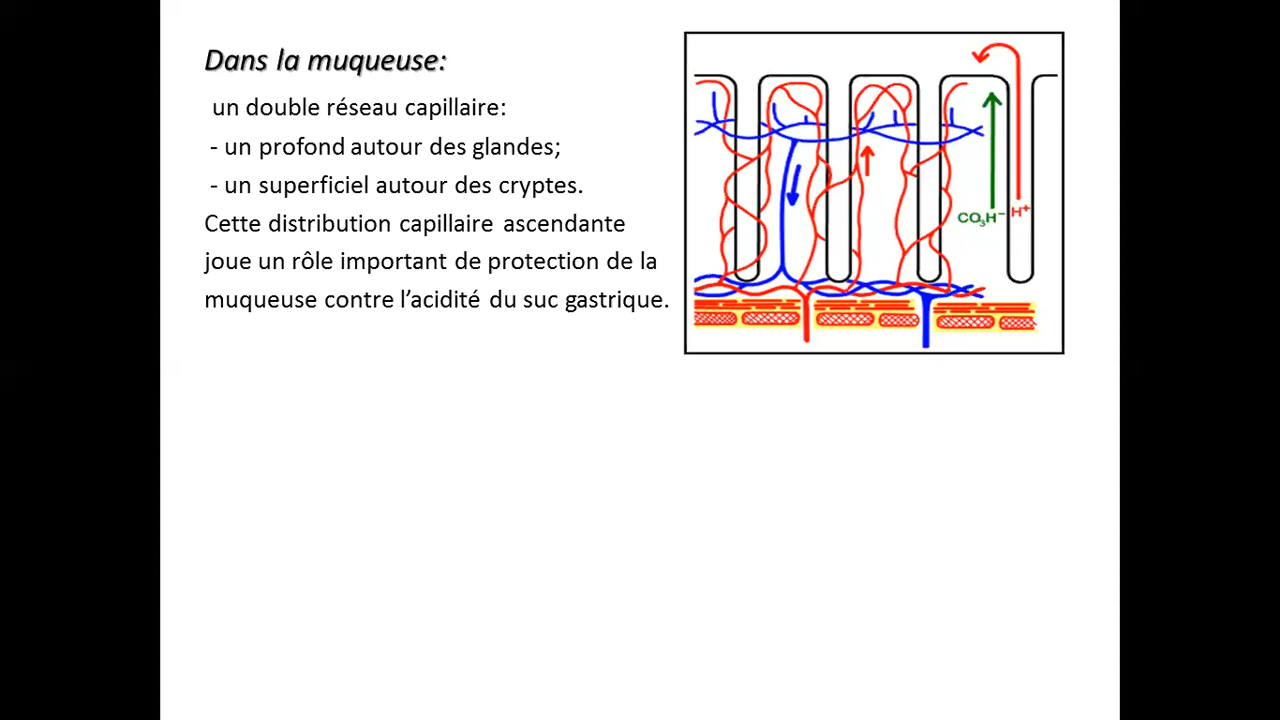 Dans la muqueuse:
un double réseau capillaire:
- un profond autour des glandes;
- un superficiel autour des cryptes.
Cette distribution capillaire ascendante
joue un rôle important de protection de la
muqueuse contre l’acidité du suc gastrique.
CO₃H⁻ H⁺